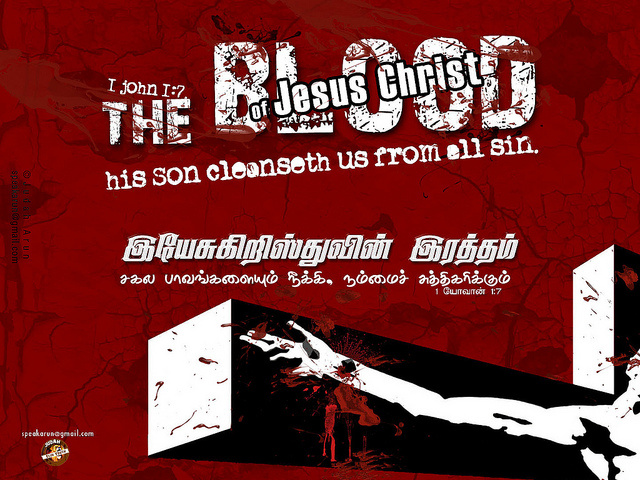 I john I:7
THE BLOOD
of Jesus Christ
his son cleanseth us from all sin.
இயேசுகிறிஸ்துவின் இரத்தம்
சகல பாவங்களையும் நீக்கி, நம்மைச் சுத்திகரிக்கும்
1 யோவான் 1:7
speakarun@gmail.com